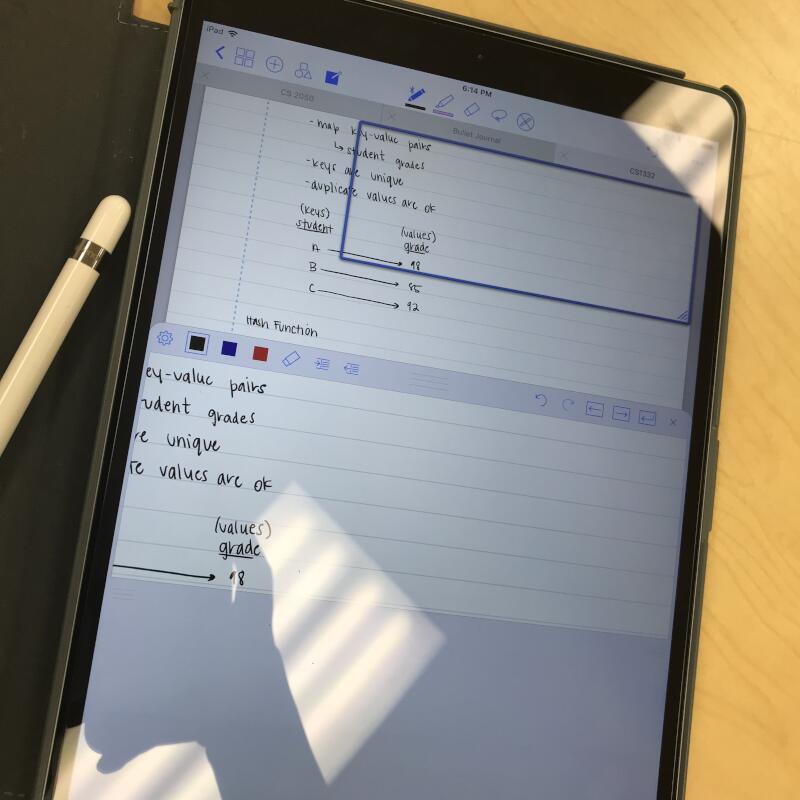 iPad
6:14 PM
CS 2050
Bullet Journal
CS1332
- map key-value pairs
↳ student grades
- keys are unique
- duplicate values are ok
(keys) (values)
student grade
A → 98
B → 85
C → 92
Hash Function
ey-value pairs
udent grades
re unique
re values are ok
(values)
grade
→ 98